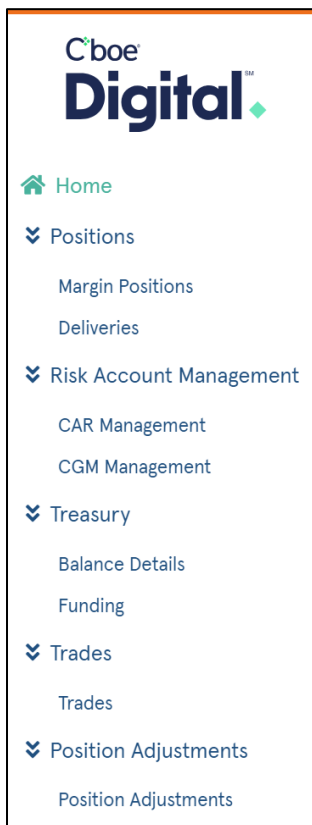 Cboe
Digital℠
Home
Positions
Margin Positions
Deliveries
Risk Account Management
CAR Management
CGM Management
Treasury
Balance Details
Funding
Trades
Trades
Position Adjustments
Position Adjustments